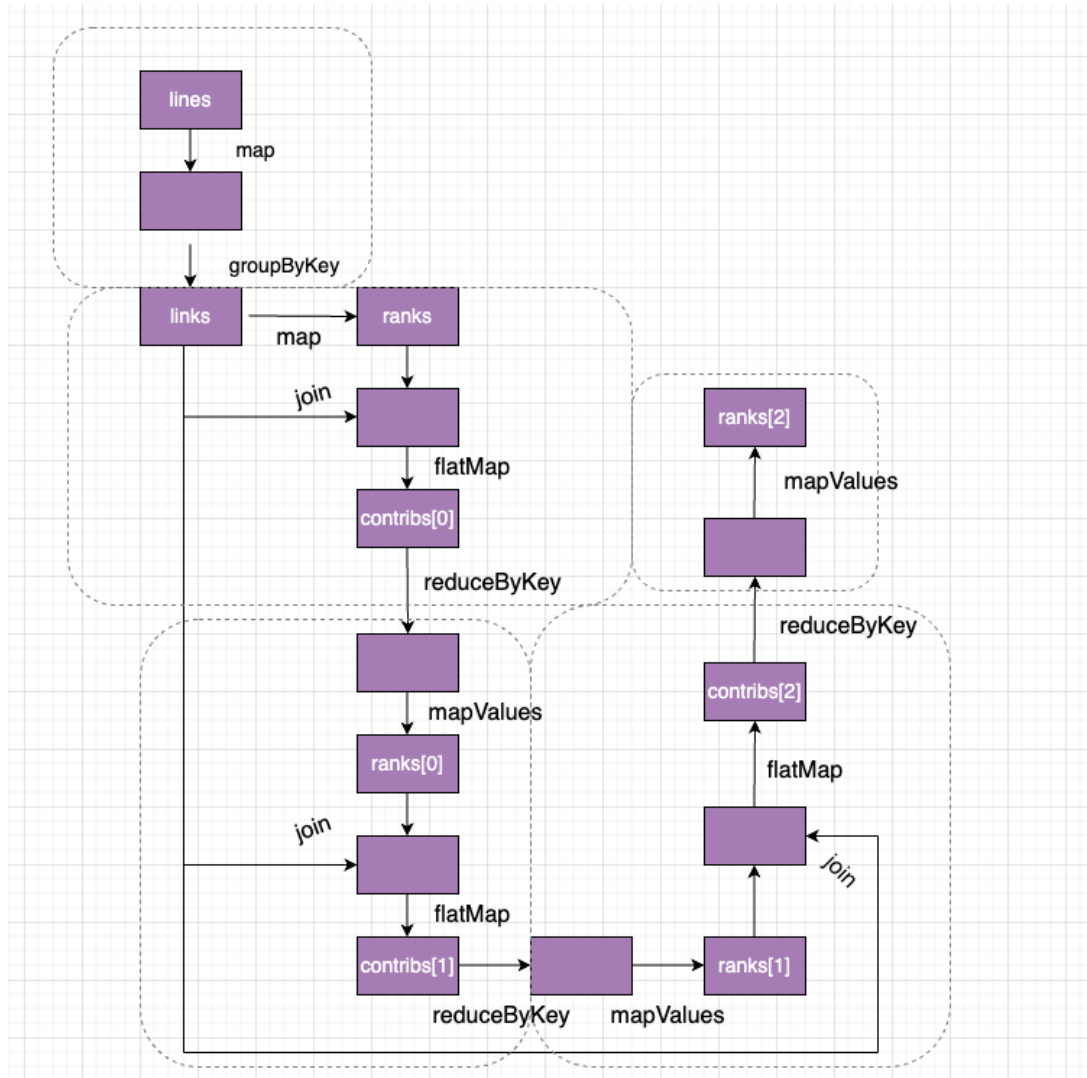 lines
map
groupByKey
links
map
ranks
join
flatMap
contribs[0]
reduceByKey
mapValues
ranks[0]
join
flatMap
contribs[1]
reduceByKey
mapValues
ranks[1]
join
flatMap
contribs[2]
reduceByKey
mapValues
ranks[2]